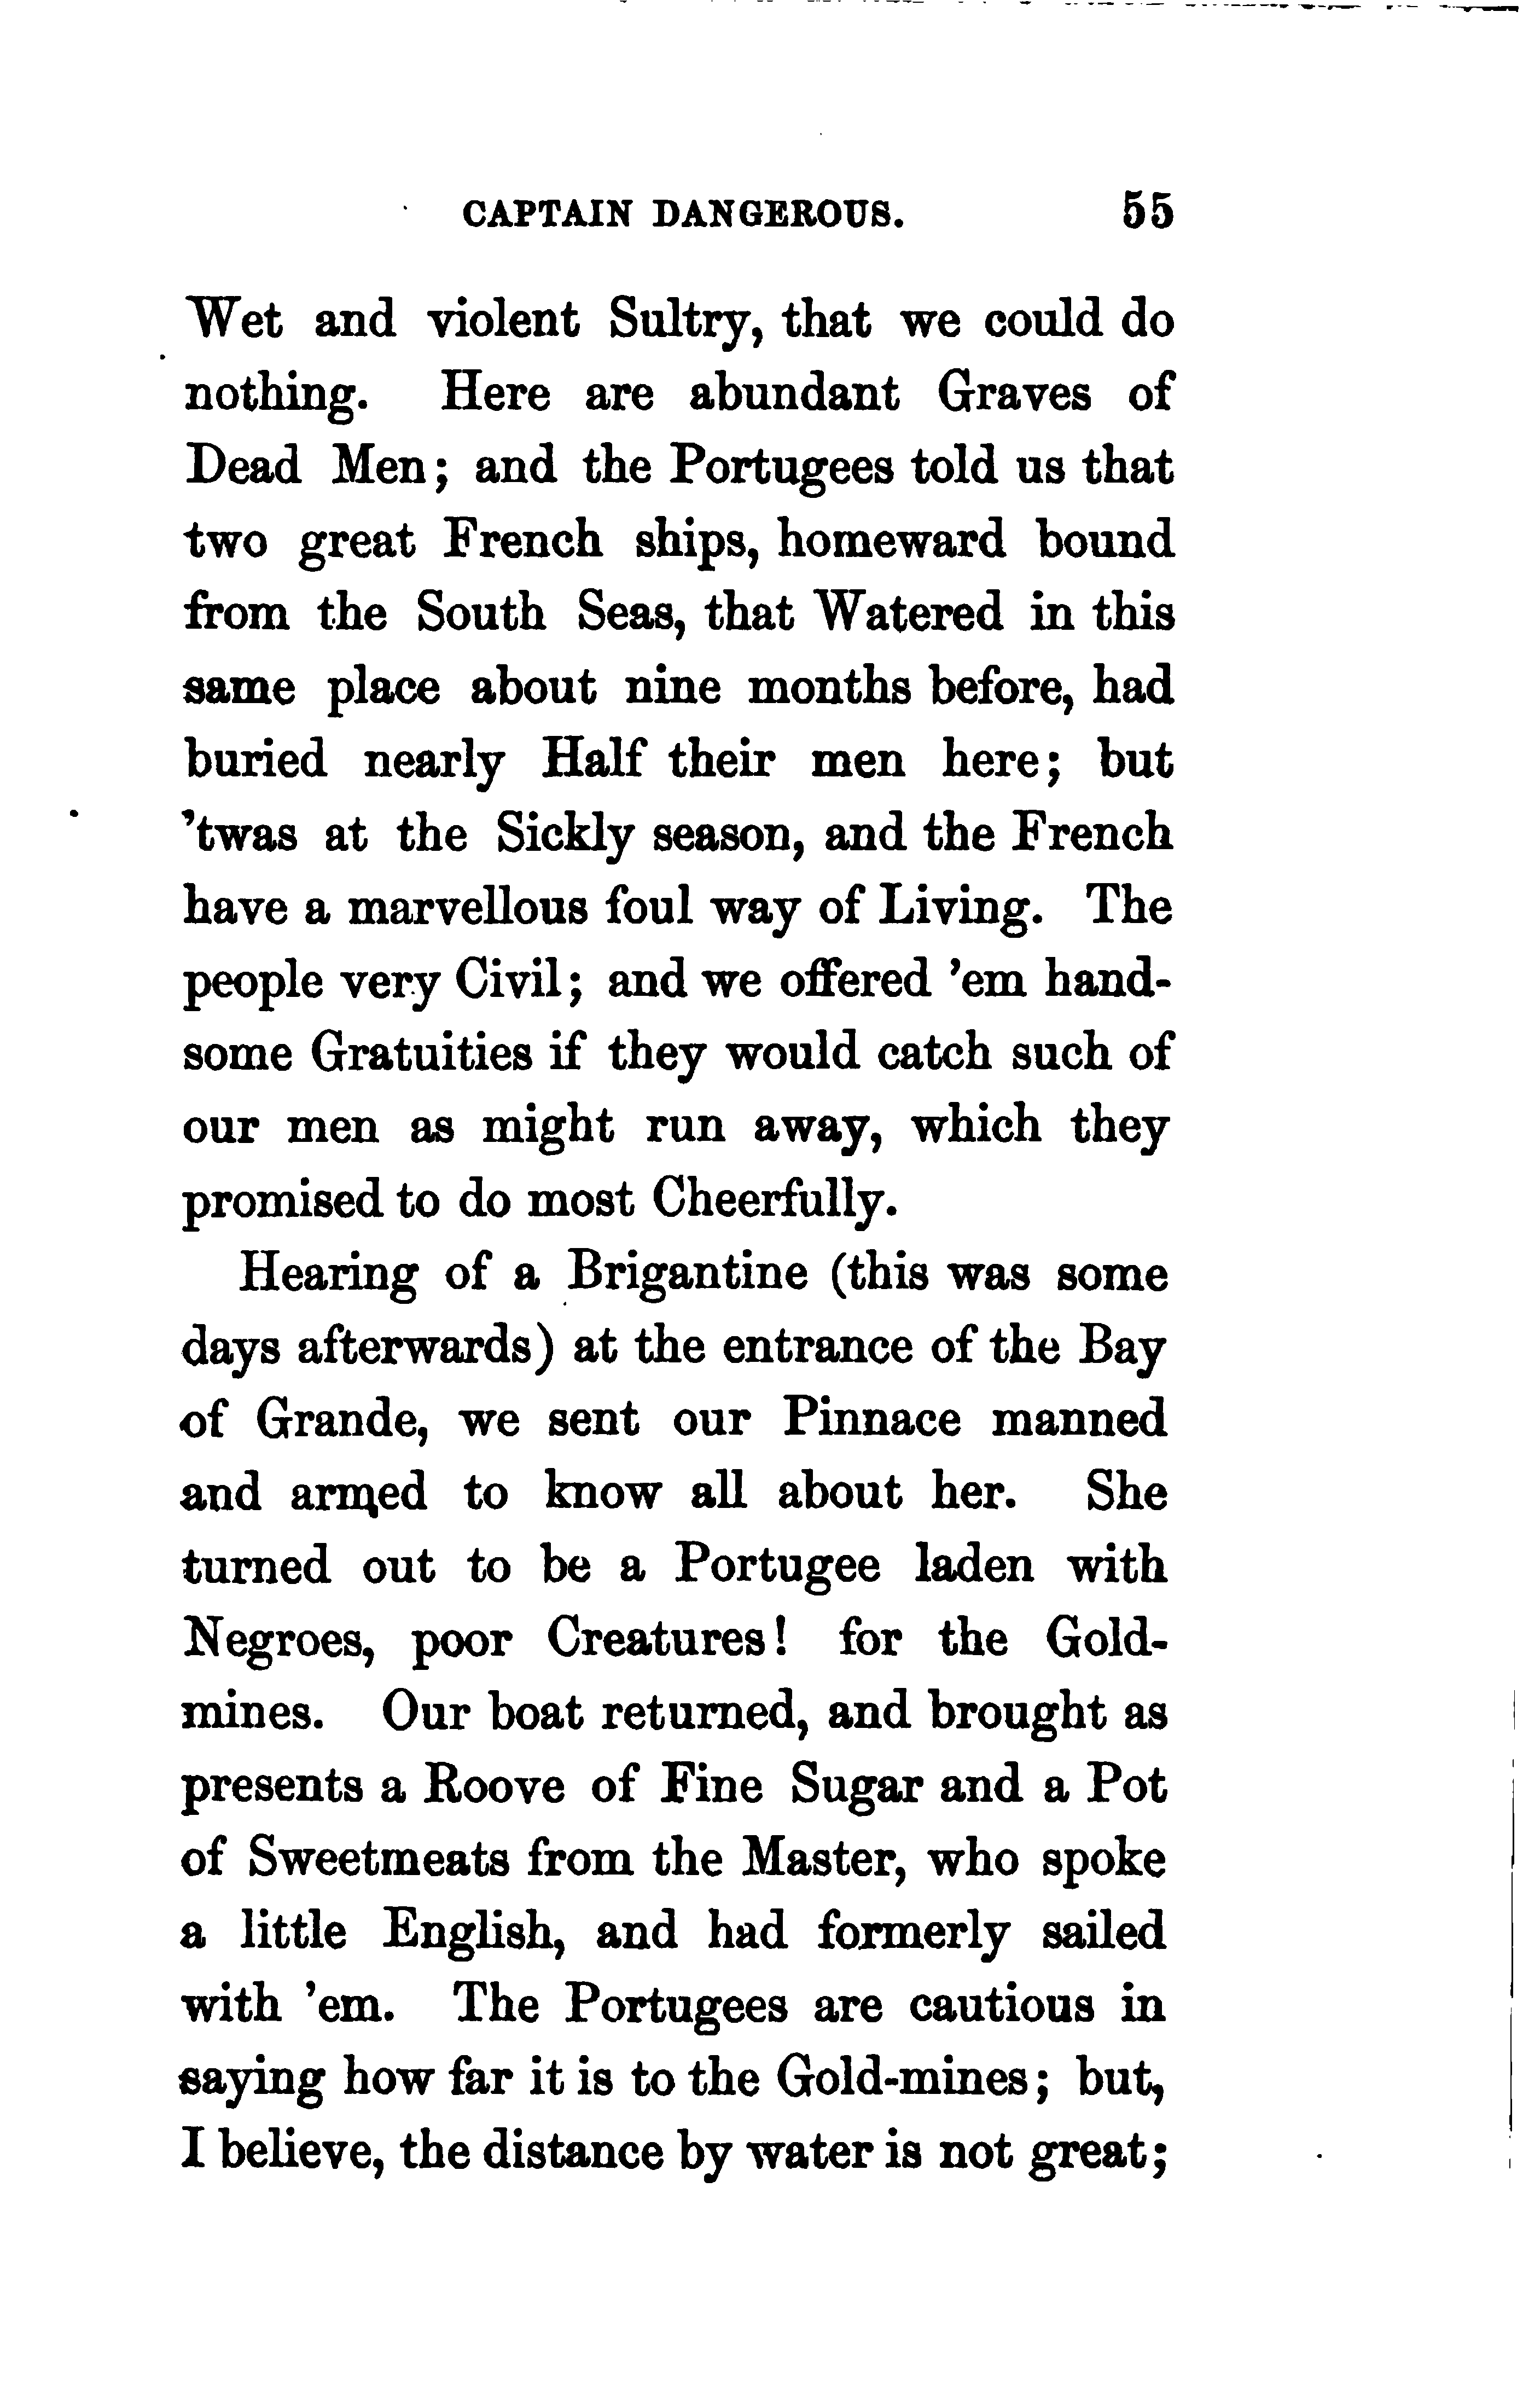 CAPTAIN DANGEROUS. 55
Wet and violent Sultry, that we could do
nothing. Here are abundant Graves of
Dead Men; and the Portugees told us that
two great French ships, homeward bound
from the South Seas, that Watered in this
same place about nine months before, had
buried nearly Half their men here; but
'twas at the Sickly season, and the French
have a marvellous foul way of Living. The
people very Civil; and we offered 'em hand-
some Gratuities if they would catch such of
our men as might run away, which they
promised to do most Cheerfully.
Hearing of a Brigantine (this was some
days afterwards) at the entrance of the Bay
of Grande, we sent our Pinnace manned
and armed to know all about her. She
turned out to be a Portugee laden with
Negroes, poor Creatures! for the Gold-
mines. Our boat returned, and brought as
presents a Roove of Fine Sugar and a Pot
of Sweetmeats from the Master, who spoke
a little English, and had formerly sailed
with 'em. The Portugees are cautious in
saying how far it is to the Gold-mines; but,
I believe, the distance by water is not great;